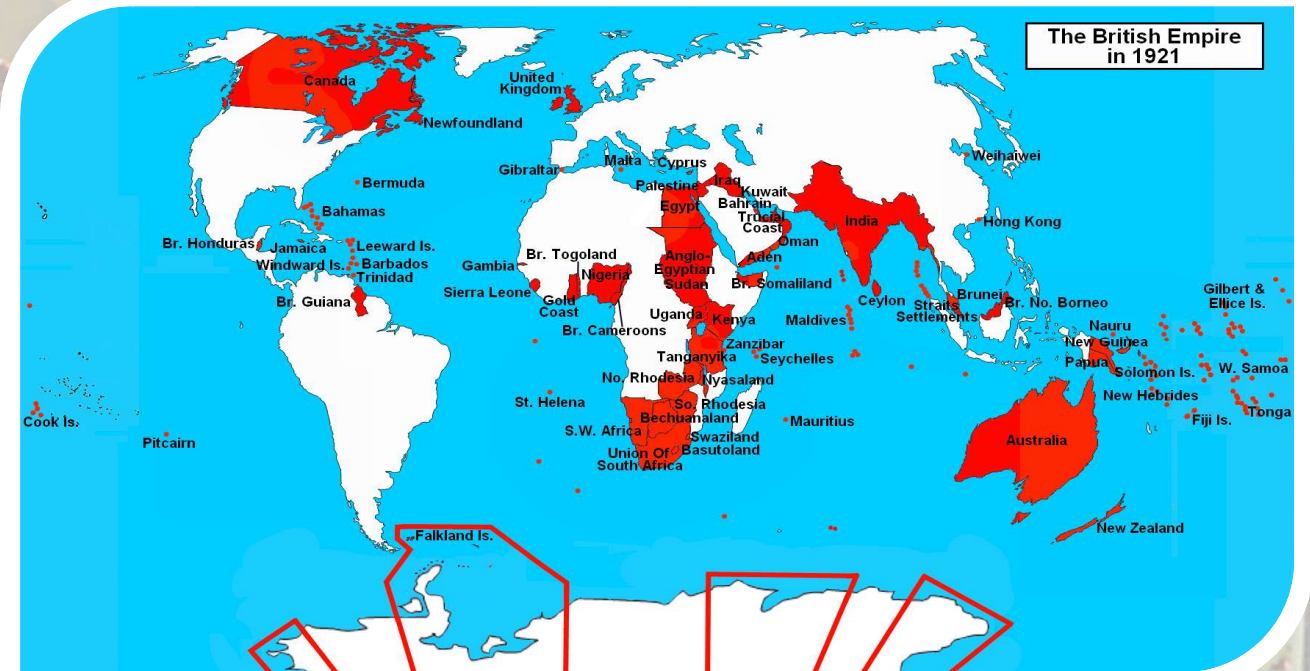 The British Empire
in 1921
Canada
United
Kingdom
Newfoundland
Weihaiwei
Gibraltar
Malta
Cyprus
Bermuda
Palestine
Iraq
Kuwait
Bahrain
Egypt
Trucial
Coast
Bahamas
India
Hong Kong
Oman
Br. Honduras
Jamaica
Leeward Is.
Windward Is.
Barbados
Trinidad
Br. Togoland
Gambia
Nigeria
Anglo-
Egyptian
Sudan
Aden
Br. Somaliland
Sierra Leone
Gold
Coast
Br. Guiana
Ceylon
Straits
Settlements
Brunei
Br. No. Borneo
Gilbert &
Ellice Is.
Br. Cameroons
Uganda
Kenya
Maldives
Nauru
New Guinea
Zanzibar
Tanganyika
Seychelles
Papua
Solomon Is.
W. Samoa
No. Rhodesia
Nyasaland
St. Helena
So. Rhodesia
Bechuanaland
New Hebrides
Cook Is.
Pitcairn
S.W. Africa
Swaziland
Basutoland
Mauritius
Fiji Is.
Tonga
Union Of
South Africa
Australia
New Zealand
Falkland Is.